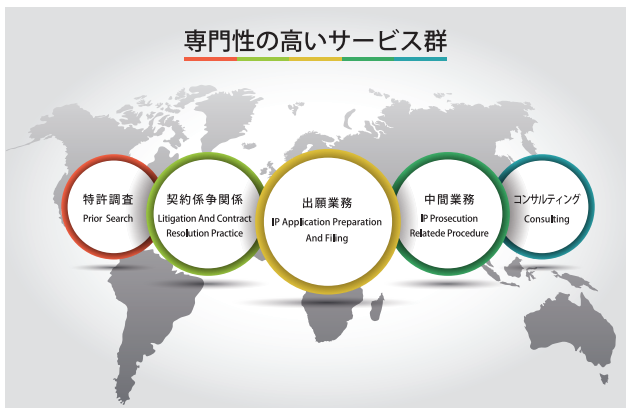 専門性の高いサービス群
特許調査
Prior Search
契約係争関係
Litigation And Contract
Resolution Practice
出願業務
IP Application Preparation
And Filing
中間業務
IP Prosecution
Relatede Procedure
コンサルティング
Consulting